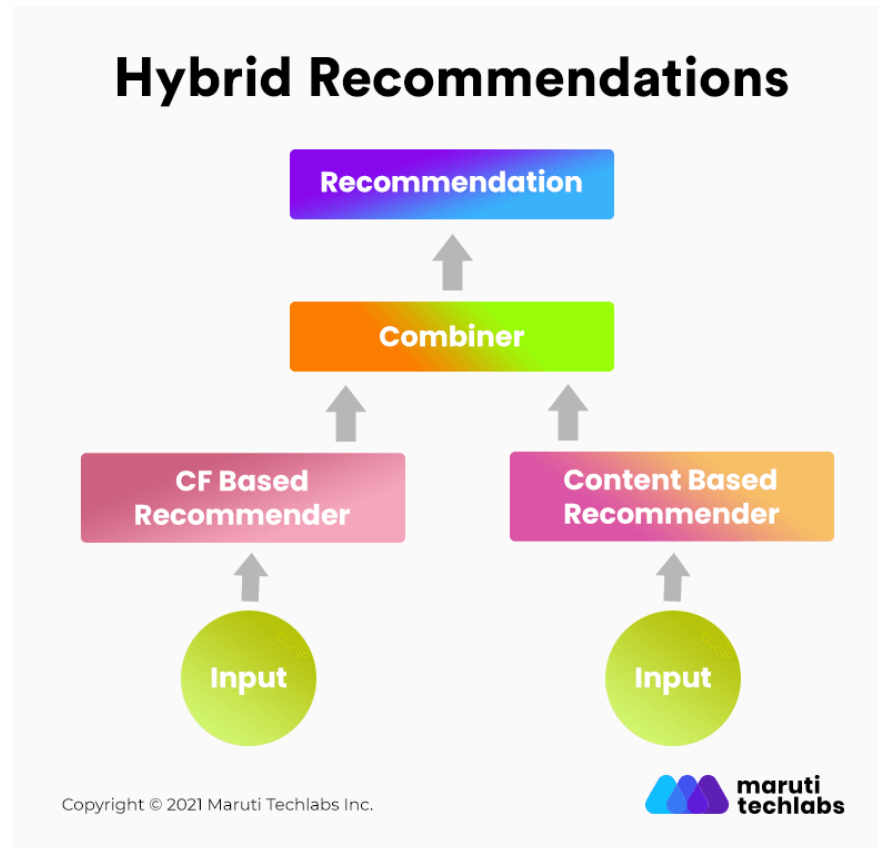 Hybrid Recommendations
Recommendation
Combiner
CF Based
Recommender
Content Based
Recommender
Input
Input
Copyright © 2021 Maruti Techlabs Inc.
maruti
techlabs